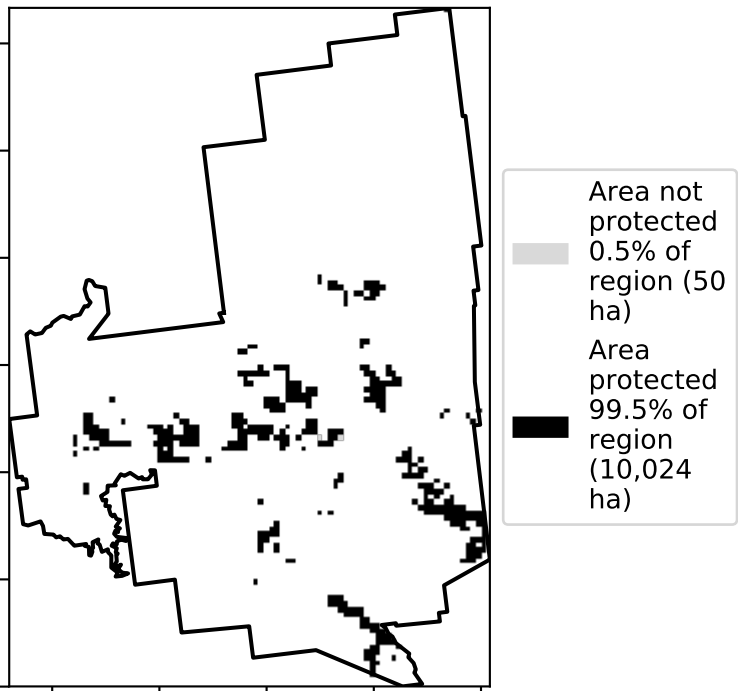 Area not
protected
0.5% of
region (50
ha)
Area
protected
99.5% of
region
(10,024
ha)